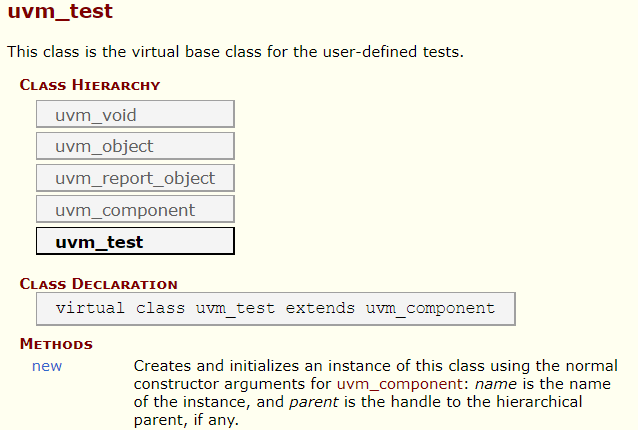 uvm_test
This class is the virtual base class for the user-defined tests.
CLASS HIERARCHY
uvm_void
uvm_object
uvm_report_object
uvm_component
uvm_test
CLASS DECLARATION
virtual class uvm_test extends uvm_component
METHODS
new Creates and initializes an instance of this class using the normal
constructor arguments for uvm_component: name is the name
of the instance, and parent is the handle to the hierarchical
parent, if any.